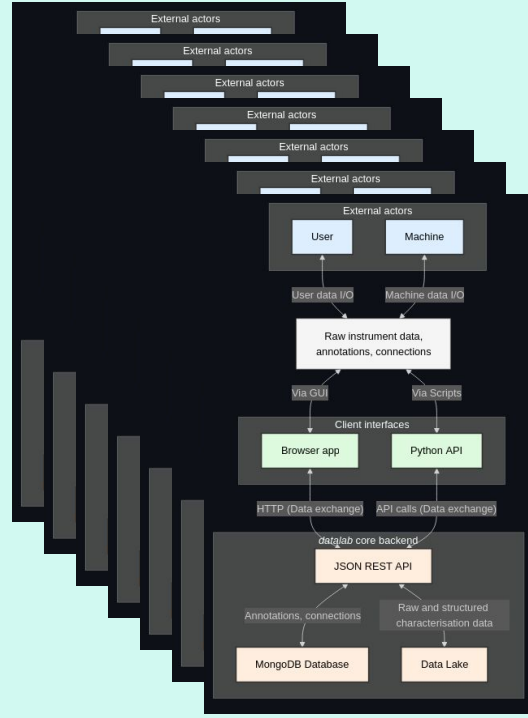 External actors
External actors
External actors
External actors
External actors
External actors
External actors
User
Machine
User data I/O
Machine data I/O
Raw instrument data,
annotations, connections
Via GUI
Via Scripts
Client interfaces
Browser app
Python API
HTTP (Data exchange)
API calls (Data exchange)
datalab core backend
JSON REST API
Annotations, connections
Raw and structured
characterisation data
MongoDB Database
Data Lake